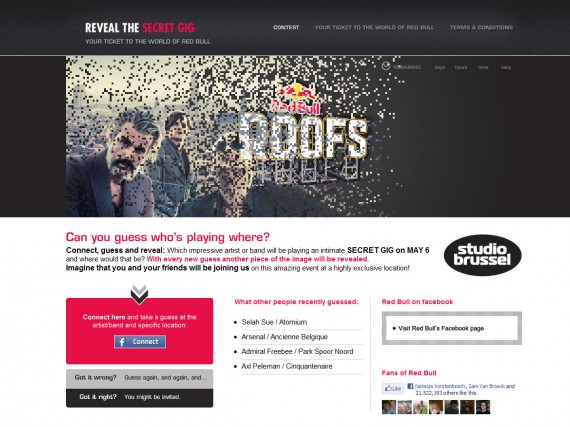 REVEAL THE SECRET GIG
YOUR TICKET TO THE WORLD OF RED BULL
CONTEST
YOUR TICKET TO THE WORLD OF RED BULL
TERMS & CONDITIONS
REMAINING days hours mins secs
Red Bull
ROOFS
Can you guess who's playing where?
Connect, guess and reveal: Which impressive artist or band will be playing an intimate SECRET GIG on MAY 6
and where would that be? With every new guess another piece of the image will be revealed.
Imagine that you and your friends will be joining us on this amazing event at a highly exclusive location!
studio
brussel
Connect here and take a guess at the
artist/band and specific location:
f Connect
Got it wrong? Guess again, end again, and...
Got it right? You might be invited.
What other people recently guessed:
Selah Sue / Atomium
Arsenal / Ancienne Belgique
Admiral Freebee / Park Spoor Noord
Axl Peleman / Cinquantenaire
Red Bull on facebook
Visit Red Bull's Facebook page
Fans of Red Bull
Like
Natasja Vorstenbosch, Sam Van Broeck and
21,522,193 others like this.